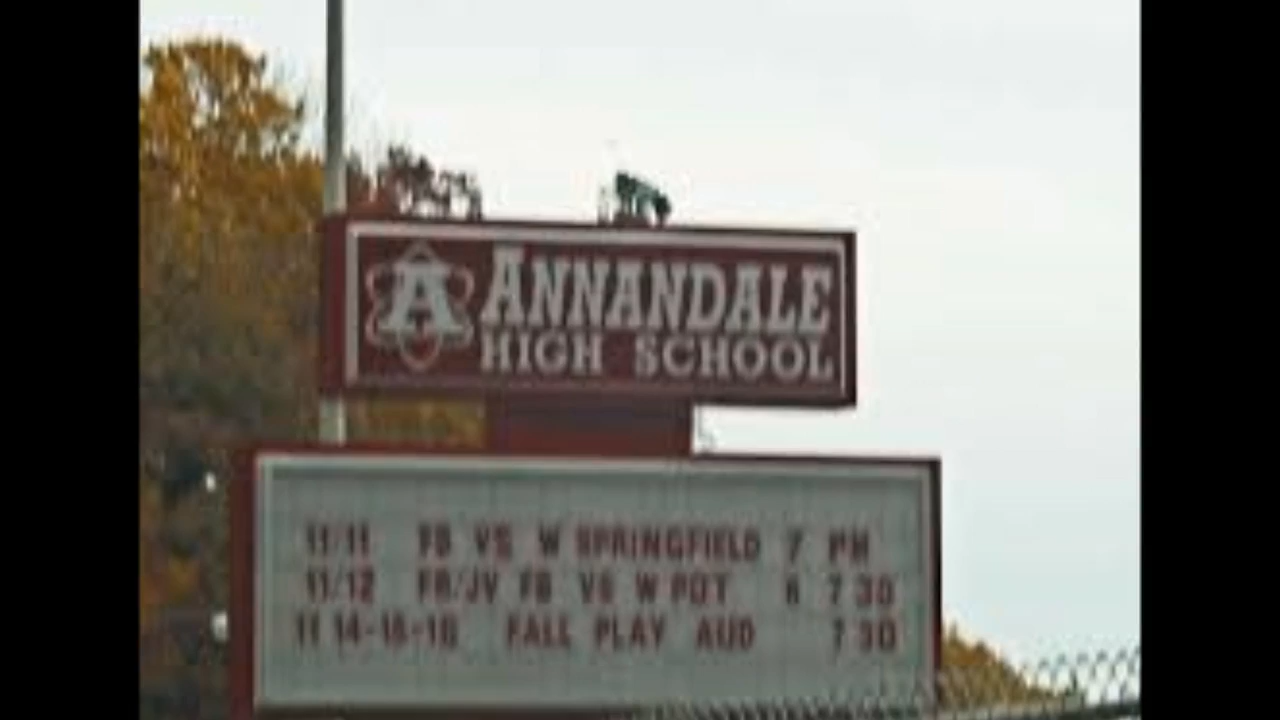 A
ANNANDALE
HIGH SCHOOL
11/11 FB VS W SPRINGFIELD 7 PM
11/12 FR/JV FB VS W POT 6 7 30
11 14-15-16 FALL PLAY AUD 7 30